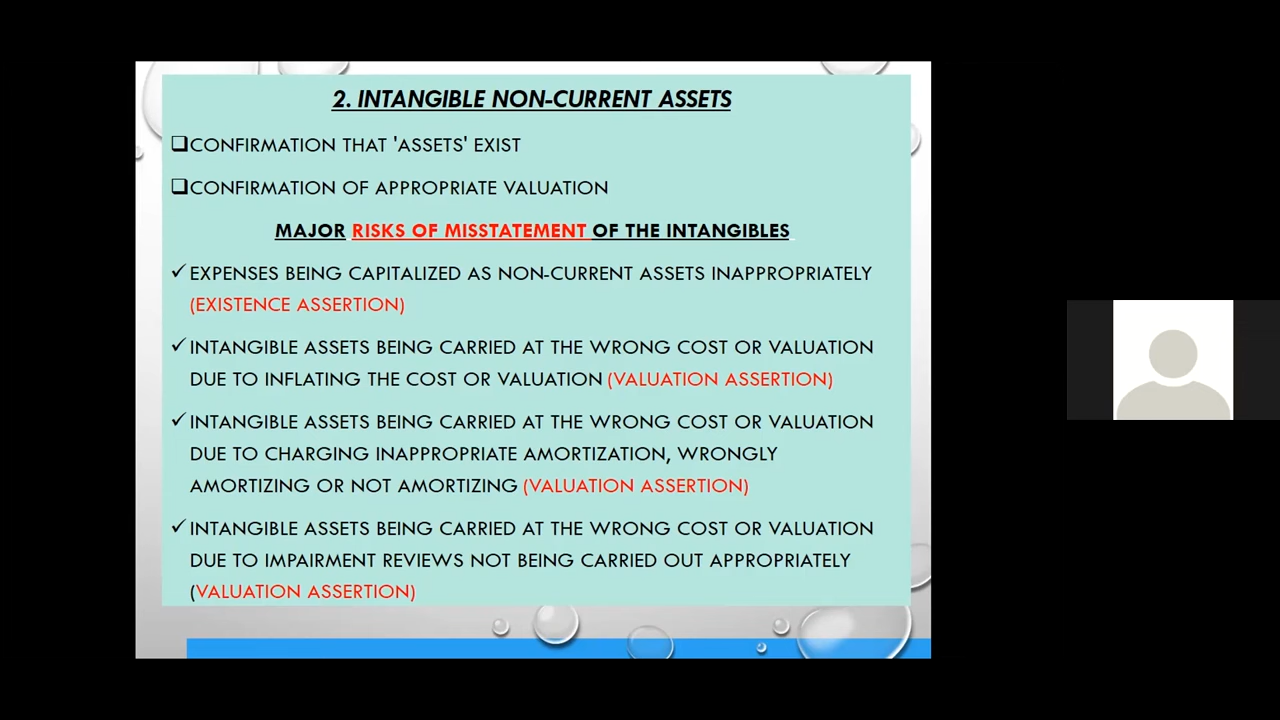 2. INTANGIBLE NON-CURRENT ASSETS
❑CONFIRMATION THAT 'ASSETS' EXIST
❑CONFIRMATION OF APPROPRIATE VALUATION
MAJOR RISKS OF MISSTATEMENT OF THE INTANGIBLES
✓EXPENSES BEING CAPITALIZED AS NON-CURRENT ASSETS INAPPROPRIATELY
(EXISTENCE ASSERTION)
✓INTANGIBLE ASSETS BEING CARRIED AT THE WRONG COST OR VALUATION
DUE TO INFLATING THE COST OR VALUATION (VALUATION ASSERTION)
✓INTANGIBLE ASSETS BEING CARRIED AT THE WRONG COST OR VALUATION
DUE TO CHARGING INAPPROPRIATE AMORTIZATION, WRONGLY
AMORTIZING OR NOT AMORTIZING (VALUATION ASSERTION)
✓INTANGIBLE ASSETS BEING CARRIED AT THE WRONG COST OR VALUATION
DUE TO IMPAIRMENT REVIEWS NOT BEING CARRIED OUT APPROPRIATELY
(VALUATION ASSERTION)